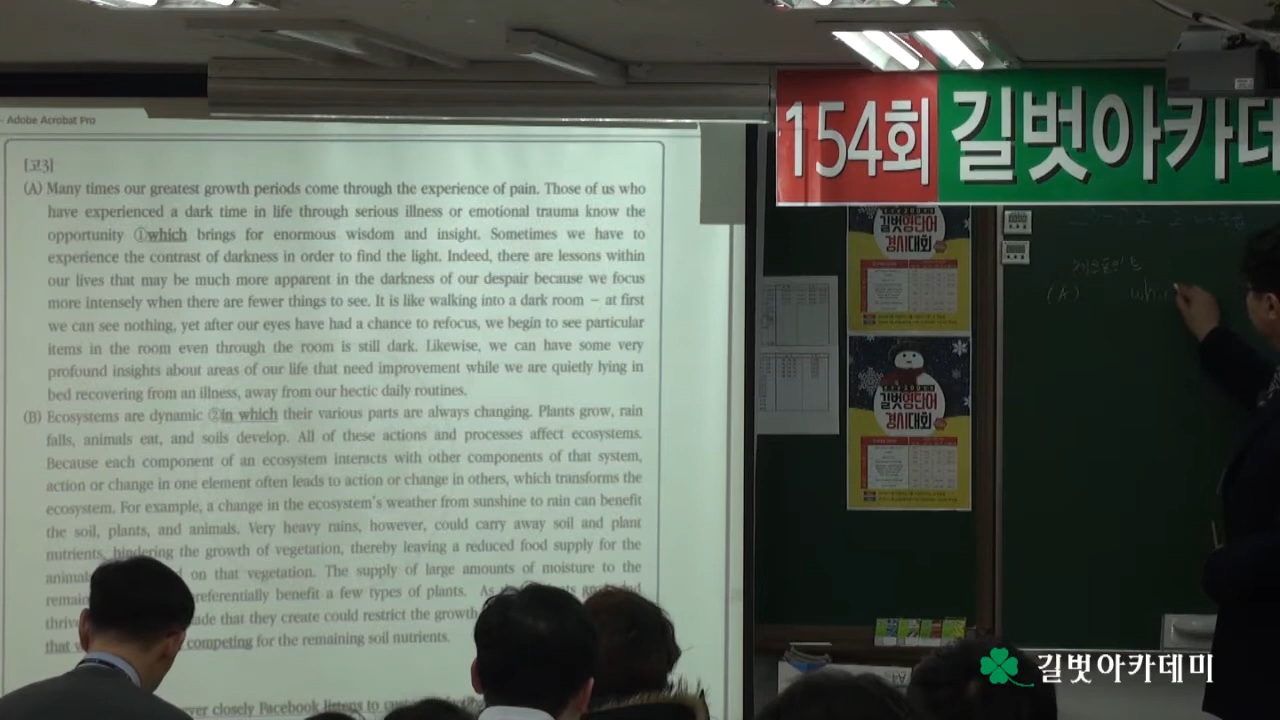 - Adobe Acrobat Pro
[고3]
(A) Many times our greatest growth periods come through the experience of pain. Those of us who
have experienced a dark time in life through serious illness or emotional trauma know the
opportunity ①which brings for enormous wisdom and insight. Sometimes we have to
experience the contrast of darkness in order to find the light. Indeed, there are lessons within
our lives that may be much more apparent in the darkness of our despair because we focus
more intensely when there are fewer things to see. It is like walking into a dark room − at first
we can see nothing, yet after our eyes have had a chance to refocus, we begin to see particular
items in the room even through the room is still dark. Likewise, we can have some very
profound insights about areas of our life that need improvement while we are quietly lying in
bed recovering from an illness, away from our hectic daily routines.
(B) Ecosystems are dynamic ②in which their various parts are always changing. Plants grow, rain
falls, animals eat, and soils develop. All of these actions and processes affect ecosystems.
Because each component of an ecosystem interacts with other components of that system,
action or change in one element often leads to action or change in others, which transforms the
ecosystem. For example, a change in the ecosystem's weather from sunshine to rain can benefit
the soil, plants, and animals. Very heavy rains, however, could carry away soil and plant
nutrients, hindering the growth of vegetation, thereby leaving a reduced food supply for the
on that vegetation. The supply of large amounts of moisture to the
benefit a few types of plants. As
that they create could restrict the growth
that competing for the remaining soil nutrients.
closely Facebook listens to
154회 길벗아카데
길벗영단어
경시대회
길벗영단어
경시대회
(A)
길벗아카데미